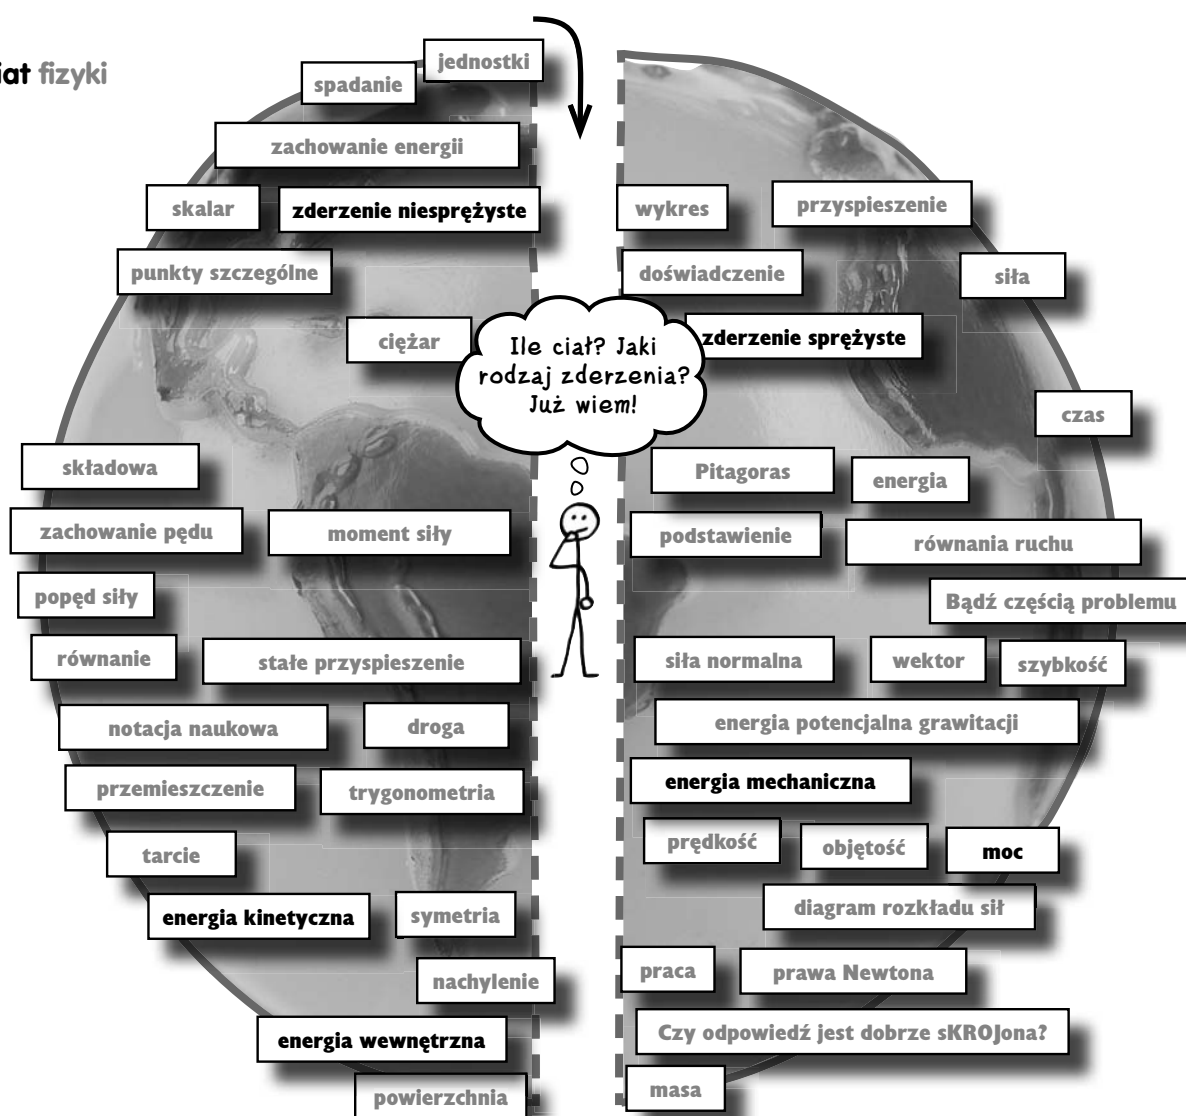 iat fizyki
jednostki
spadanie
zachowanie energii
skalar
zderzenie niesprężyste
punkty szczególne
ciężar
składowa
zachowanie pędu
moment siły
popęd siły
równanie
stałe przyspieszenie
notacja naukowa
droga
przemieszczenie
trygonometria
tarcie
energia kinetyczna
symetria
nachylenie
energia wewnętrzna
powierzchnia
Ile ciał? Jaki
rodzaj zderzenia?
Już wiem!
wykres
przyspieszenie
doświadczenie
siła
zderzenie sprężyste
czas
Pitagoras
energia
podstawienie
równania ruchu
Bądź częścią problemu
siła normalna
wektor
szybkość
energia potencjalna grawitacji
energia mechaniczna
prędkość
objętość
moc
diagram rozkładu sił
praca
prawa Newtona
Czy odpowiedź jest dobrze sKROJona?
masa